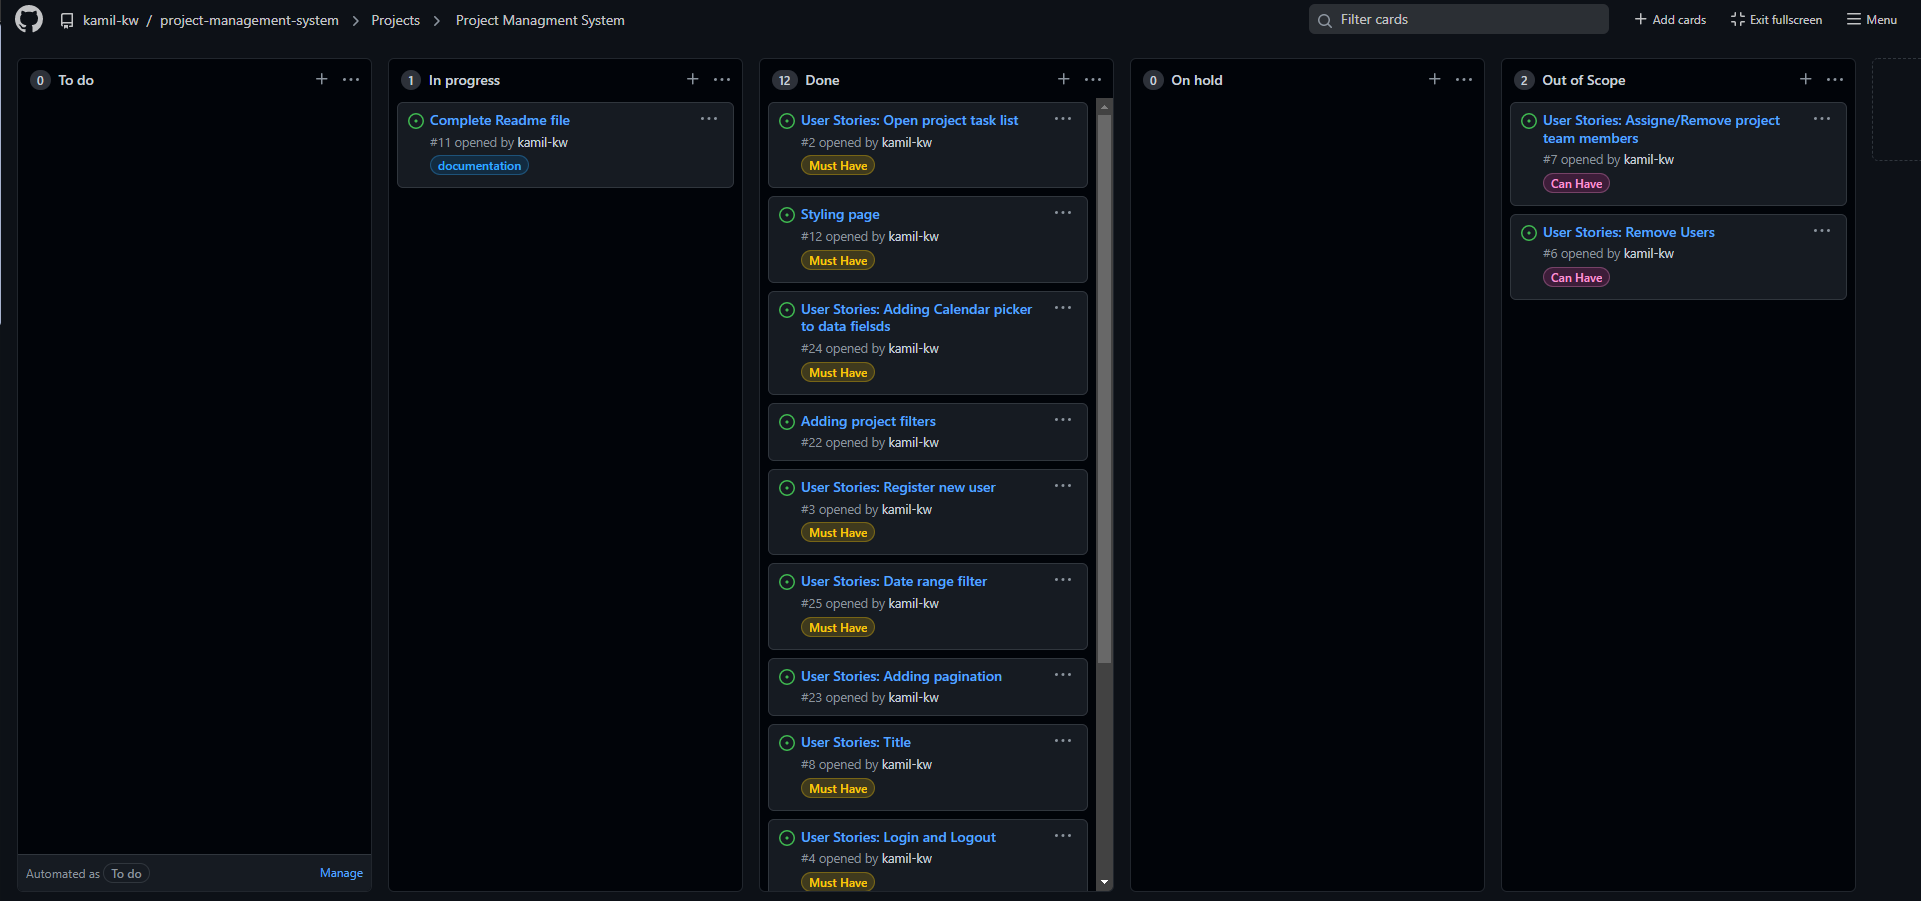 kamil-kw / project-management-system > Projects > Project Managment System
Filter cards
Add cards
Exit fullscreen
Menu
0 To do
Automated as To do
Manage
1 In progress
Complete Readme file
#11 opened by kamil-kw
documentation
12 Done
User Stories: Open project task list
#2 opened by kamil-kw
Must Have
Styling page
#12 opened by kamil-kw
Must Have
User Stories: Adding Calendar picker
to data fielsds
#24 opened by kamil-kw
Must Have
Adding project filters
#22 opened by kamil-kw
User Stories: Register new user
#3 opened by kamil-kw
Must Have
User Stories: Date range filter
#25 opened by kamil-kw
Must Have
User Stories: Adding pagination
#23 opened by kamil-kw
User Stories: Title
#8 opened by kamil-kw
Must Have
User Stories: Login and Logout
#4 opened by kamil-kw
Must Have
0 On hold
2 Out of Scope
User Stories: Assigne/Remove project
team members
#7 opened by kamil-kw
Can Have
User Stories: Remove Users
#6 opened by kamil-kw
Can Have